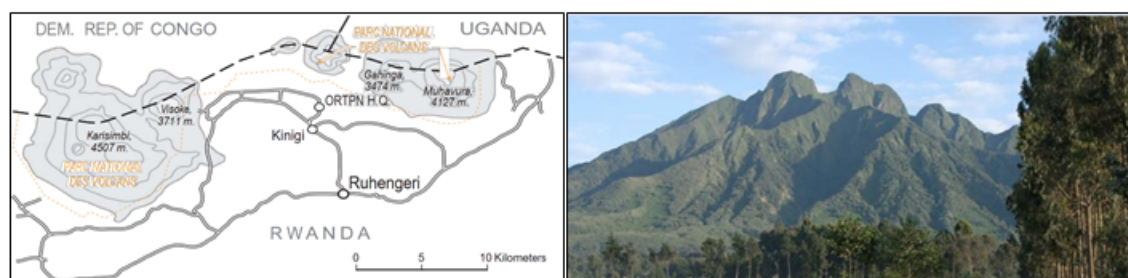 DEM. REP. OF CONGO
PARC NATIONAL
DES VOLCANS
UGANDA
Gahinga,
3474 m.
Muhavura,
4127 m.
Visoke,
3711 m.
ORTPN H.Q.
Karisimbi,
4507 m.
Kinigi
PARC NATIONAL
DES VOLCANS
Ruhengeri
RWANDA
0 5 10 Kilometers